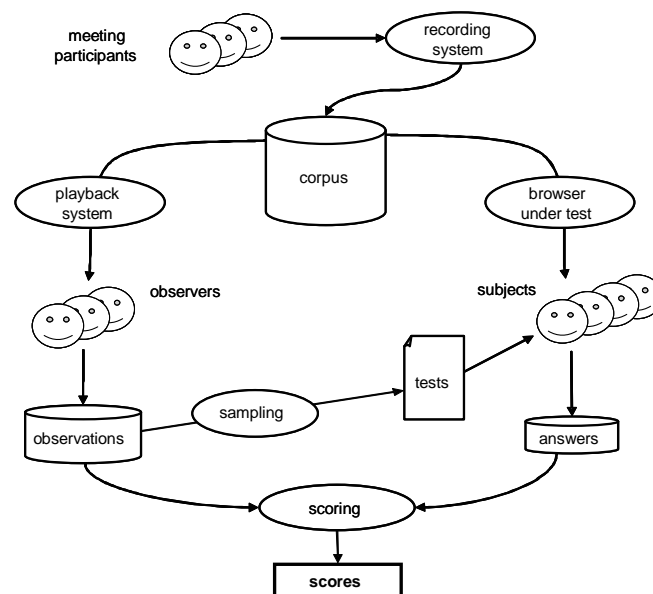 meeting
participants
recording
system
corpus
playback
system
browser
under test
observers
subjects
tests
sampling
observations
answers
scoring
scores